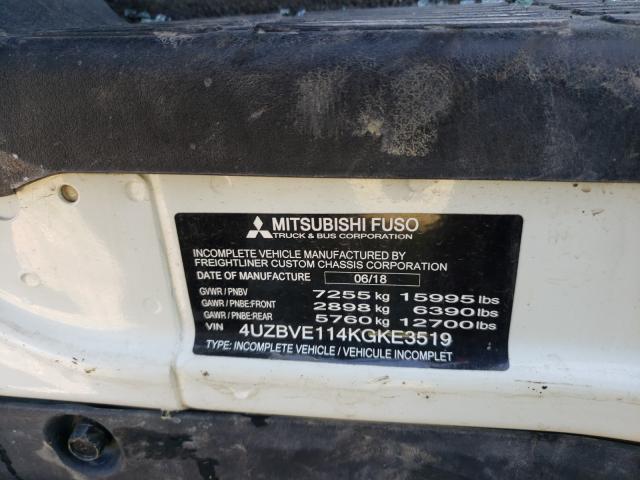 MITSUBISHI FUSO
TRUCK & BUS CORPORATION
INCOMPLETE VEHICLE MANUFACTURED BY
FREIGHTLINER CUSTOM CHASSIS CORPORATION
DATE OF MANUFACTURE 06/18
GVWR / PNBV 7255 kg 15995 lbs
GAWR / PNBE:FRONT 2898 kg 6390 lbs
GAWR / PNBE:REAR 5760 kg 12700 lbs
VIN 4UZBVE114KGKE3519
TYPE: INCOMPLETE VEHICLE / VEHICULE INCOMPLET